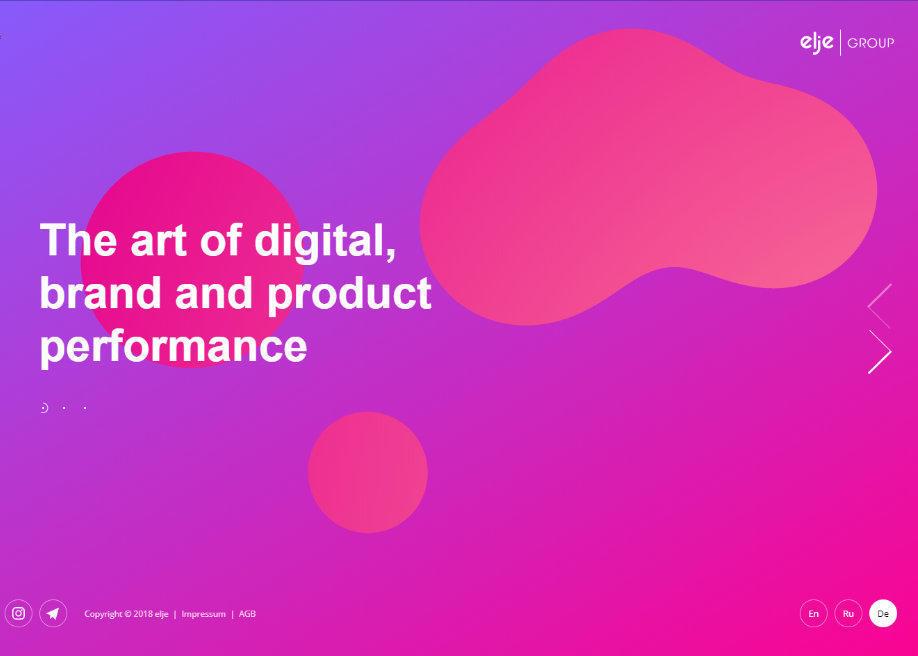 elje | GROUP
The art of digital,
brand and product
performance
Copyright © 2018 elje | Impressum | AGB
En Ru De